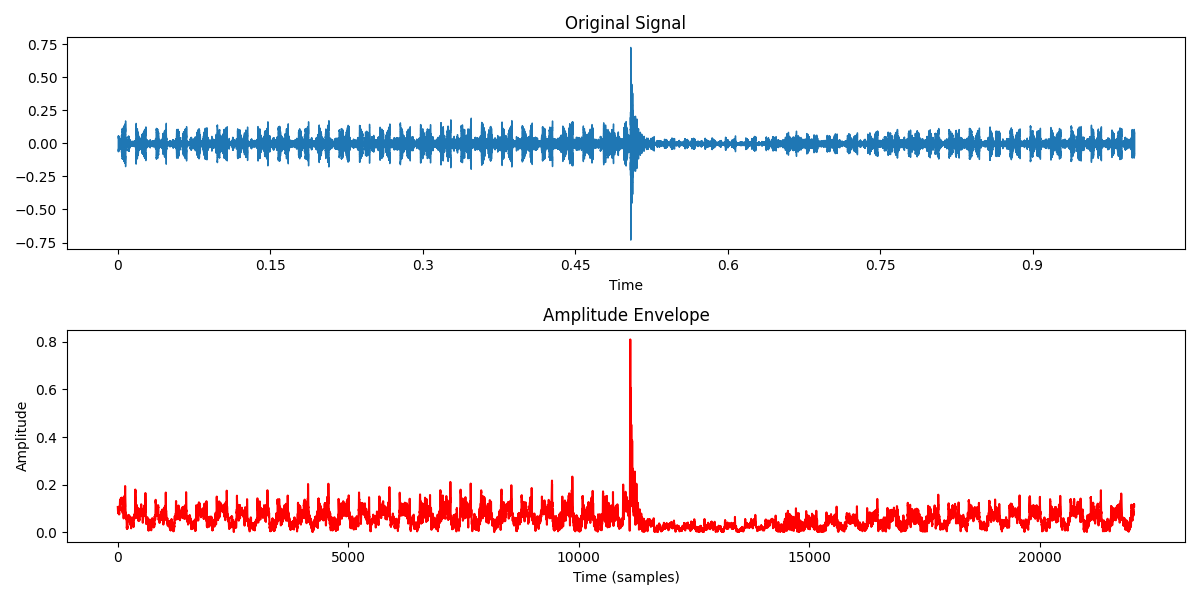 Original Signal
0.75
0.50
0.25
0.00
−0.25
−0.50
−0.75
0 0.15 0.3 0.45 0.6 0.75 0.9
Time
Amplitude Envelope
0.8
0.6
0.4
0.2
0.0
Amplitude
0 5000 10000 15000 20000
Time (samples)